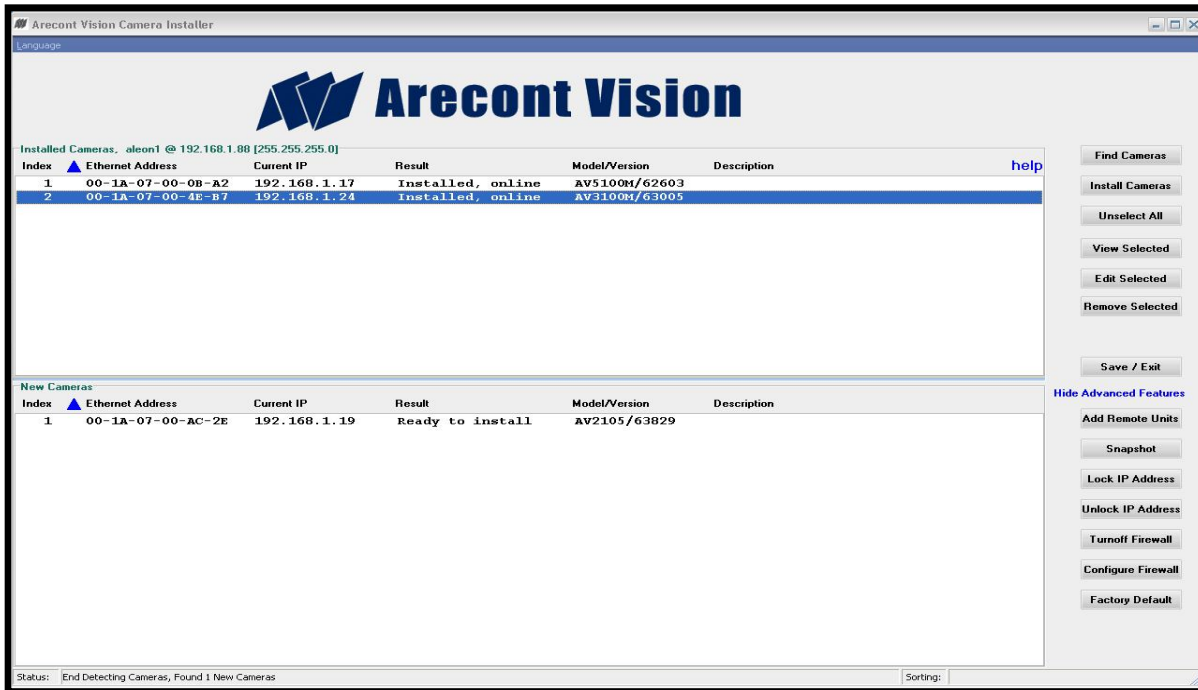 Arecont Vision Camera Installer
Language
Arecont Vision
Installed Cameras, aleon1 @ 192.168.1.88 [255.255.255.0]
Index Ethernet Address Current IP Result Model/Version Description help
1 00-1A-07-00-0B-A2 192.168.1.17 Installed, online AV5100M/62603
2 00-1A-07-00-4E-B7 192.168.1.24 Installed, online AV3100M/63005
Find Cameras
Install Cameras
Unselect All
View Selected
Edit Selected
Remove Selected
Save / Exit
New Cameras
Index Ethernet Address Current IP Result Model/Version Description
1 00-1A-07-00-AC-2E 192.168.1.19 Ready to install AV2105/63829
Hide Advanced Features
Add Remote Units
Snapshot
Lock IP Address
Unlock IP Address
Turnoff Firewall
Configure Firewall
Factory Default
Status: End Detecting Cameras, Found 1 New Cameras Sorting: